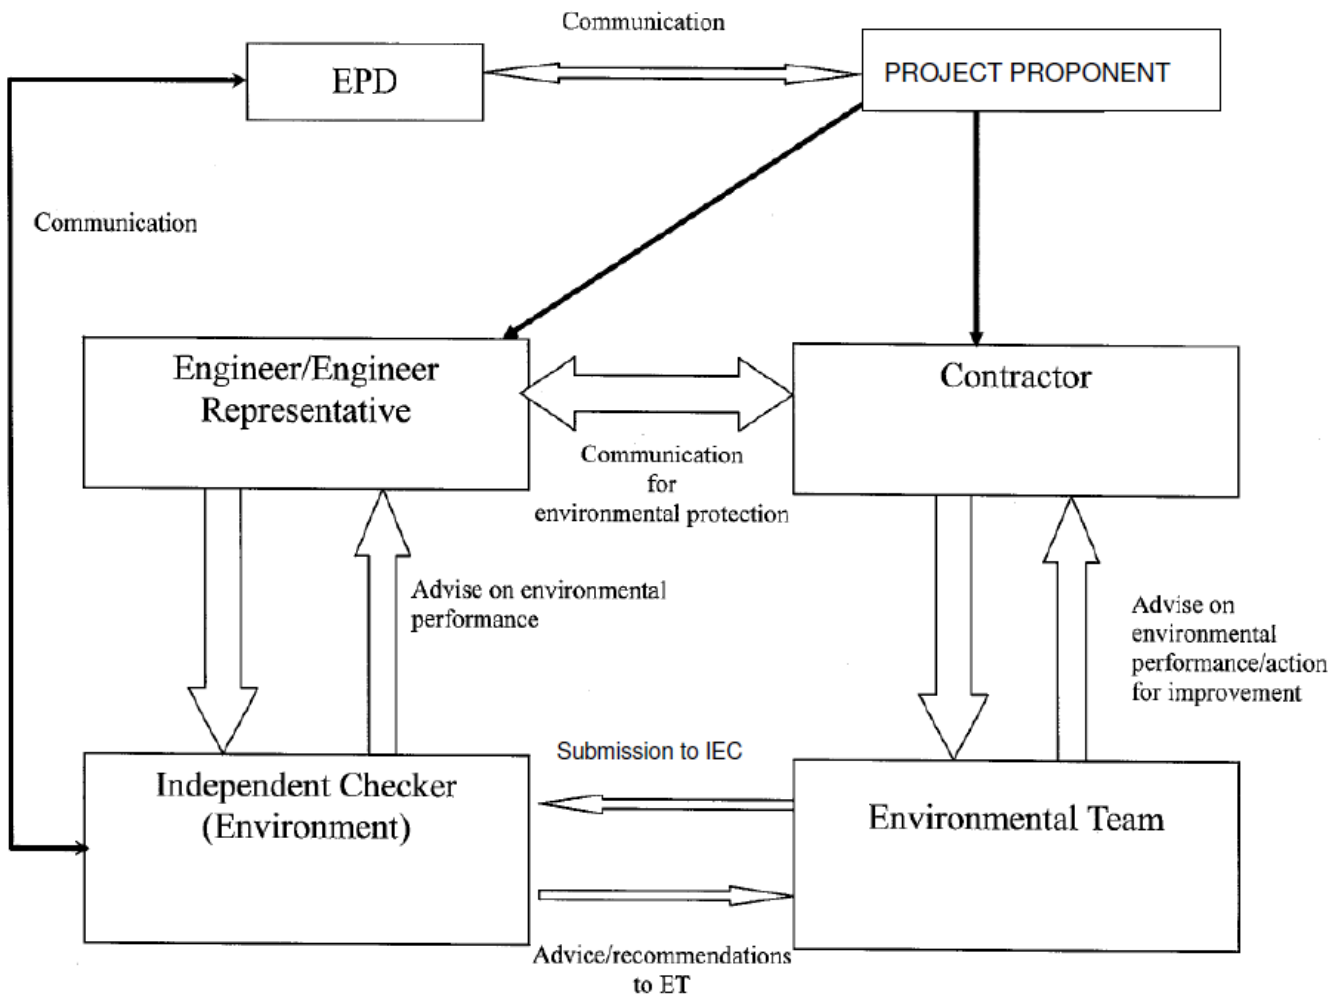 Communication
EPD
PROJECT PROPONENT
Communication
Engineer/Engineer
Representative
Contractor
Communication
for
environmental protection
Advise on environmental
performance
Advise on
environmental
performance/action
for improvement
Submission to IEC
Independent Checker
(Environment)
Environmental Team
Advice/recommendations
to ET